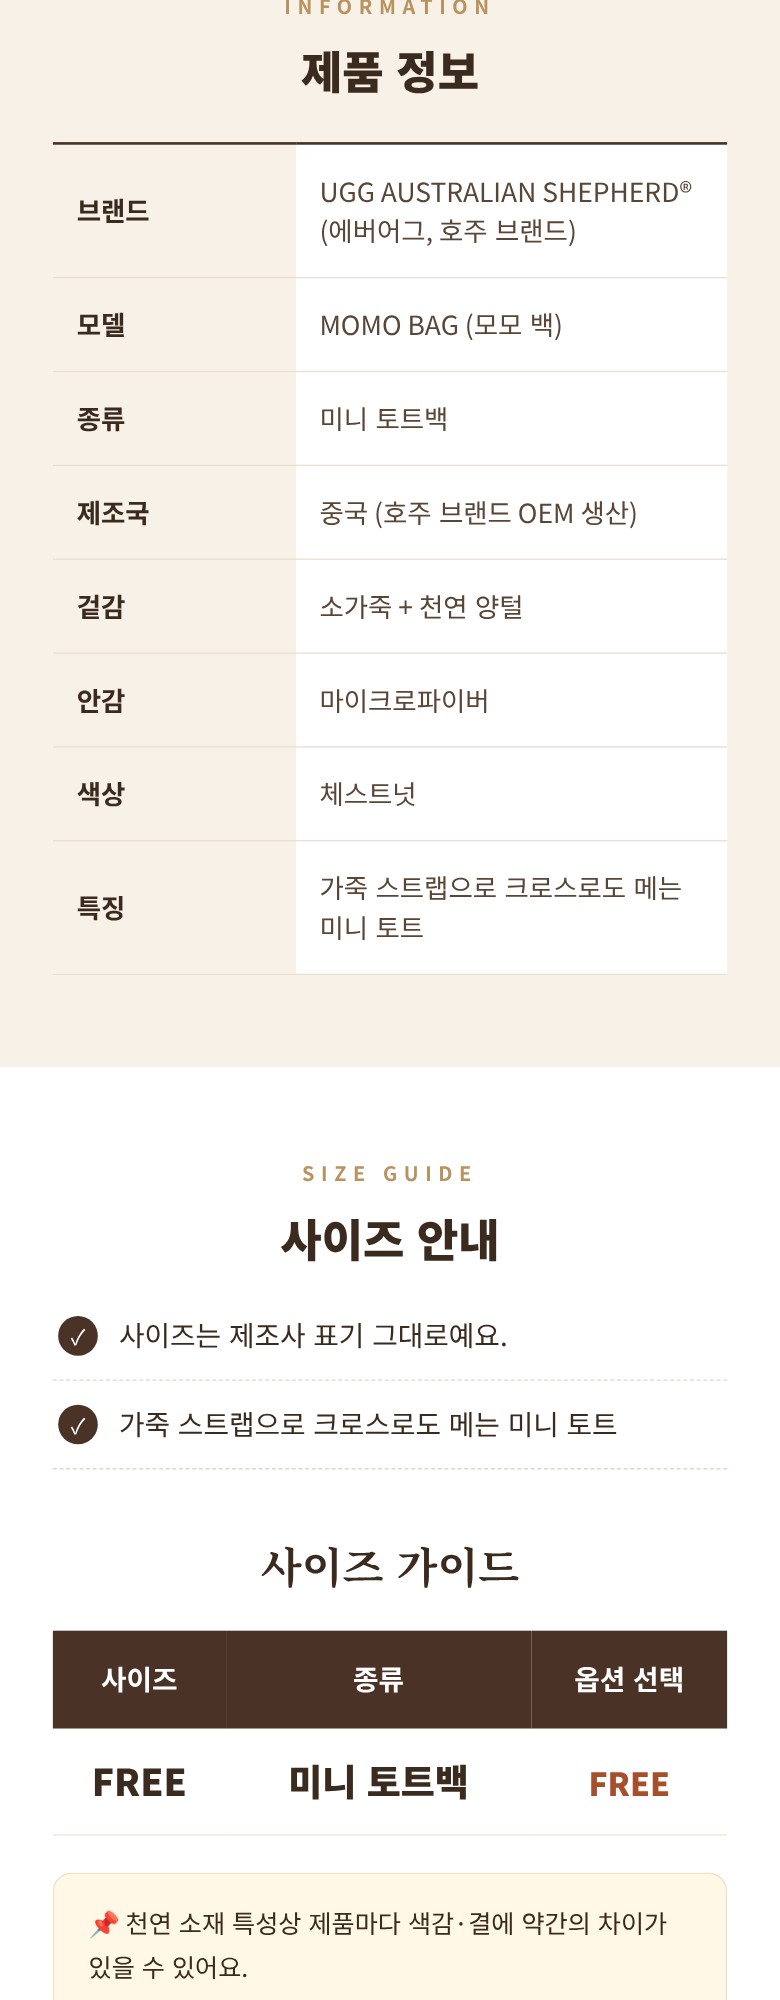 INFORMATION
제품 정보
브랜드
UGG AUSTRALIAN SHEPHERD®
(에버어그, 호주 브랜드)
모델
MOMO BAG (모모 백)
종류
미니 토트백
제조국
중국 (호주 브랜드 OEM 생산)
겉감
소가죽 + 천연 양털
안감
마이크로파이버
색상
체스트넛
특징
가죽 스트랩으로 크로스로도 메는
미니 토트
SIZE GUIDE
사이즈 안내
✓ 사이즈는 제조사 표기 그대로예요.
✓ 가죽 스트랩으로 크로스로도 메는 미니 토트
사이즈 가이드
사이즈 종류 옵션 선택
FREE 미니 토트백 FREE
📌 천연 소재 특성상 제품마다 색감·결에 약간의 차이가
있을 수 있어요.